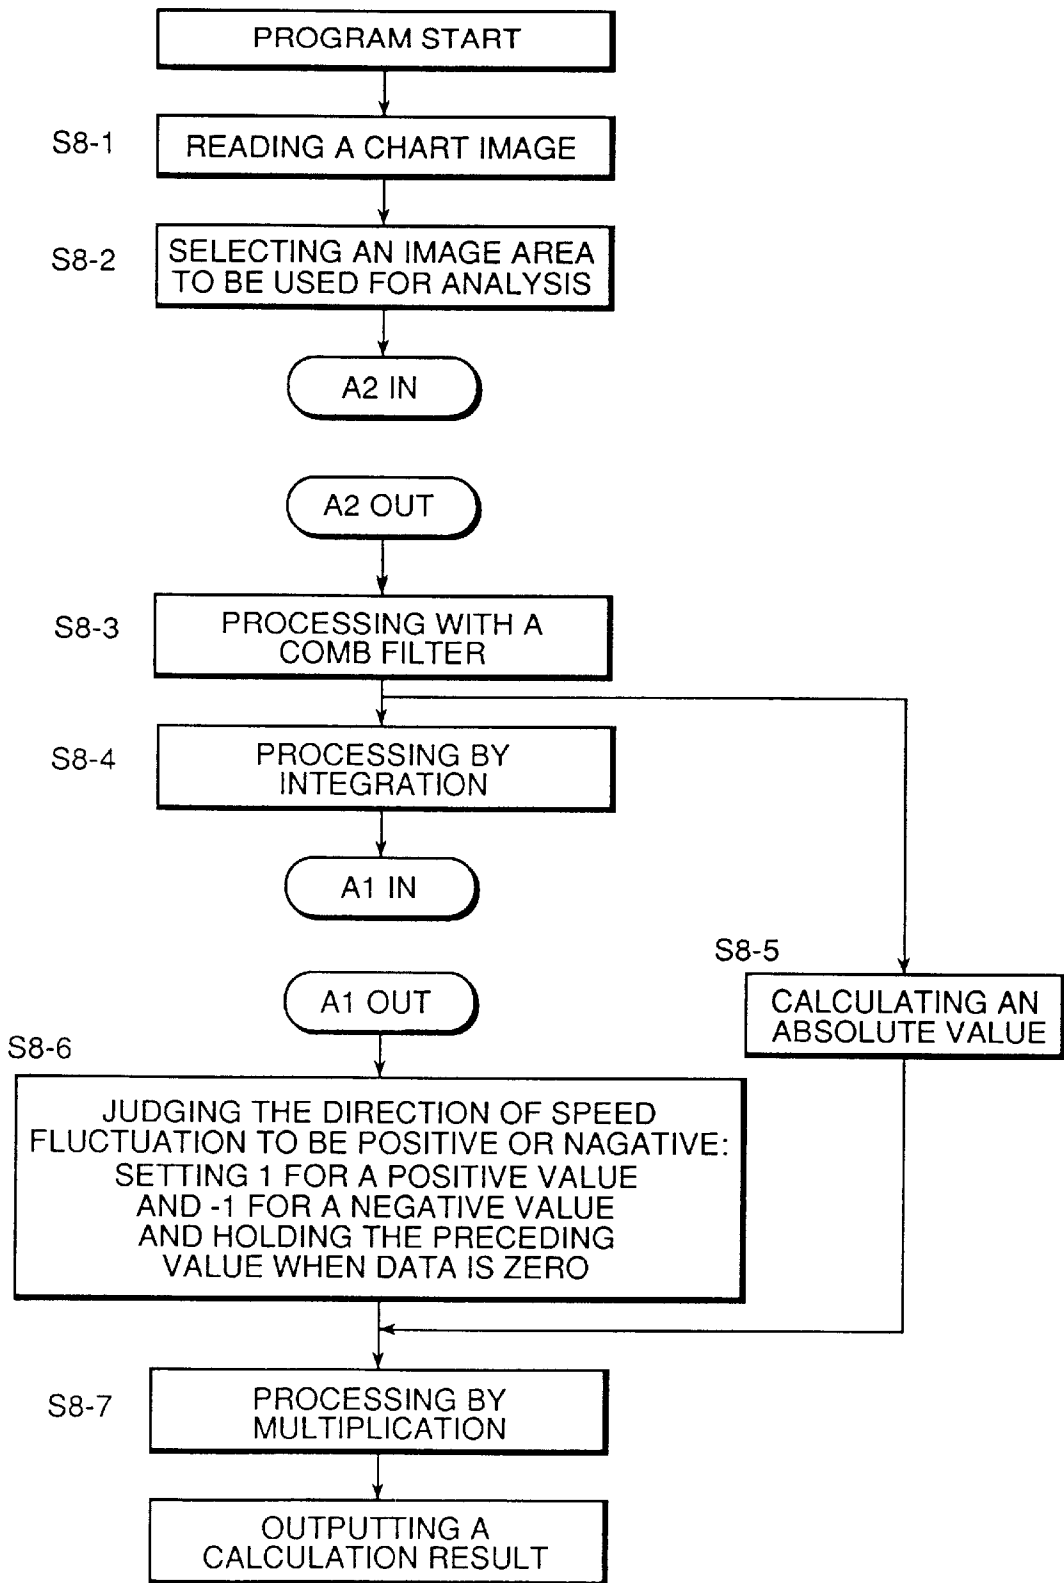 PROGRAM START
S8-1
READING A CHART IMAGE
S8-2
SELECTING AN IMAGE AREA
TO BE USED FOR ANALYSIS
A2 IN
A2 OUT
S8-3
PROCESSING WITH A
COMB FILTER
S8-4
PROCESSING BY
INTEGRATION
A1 IN
S8-5
CALCULATING AN
ABSOLUTE VALUE
A1 OUT
S8-6
JUDGING THE DIRECTION OF SPEED
FLUCTUATION TO BE POSITIVE OR NAGATIVE:
SETTING 1 FOR A POSITIVE VALUE
AND -1 FOR A NEGATIVE VALUE
AND HOLDING THE PRECEDING
VALUE WHEN DATA IS ZERO
S8-7
PROCESSING BY
MULTIPLICATION
OUTPUTTING A
CALCULATION RESULT